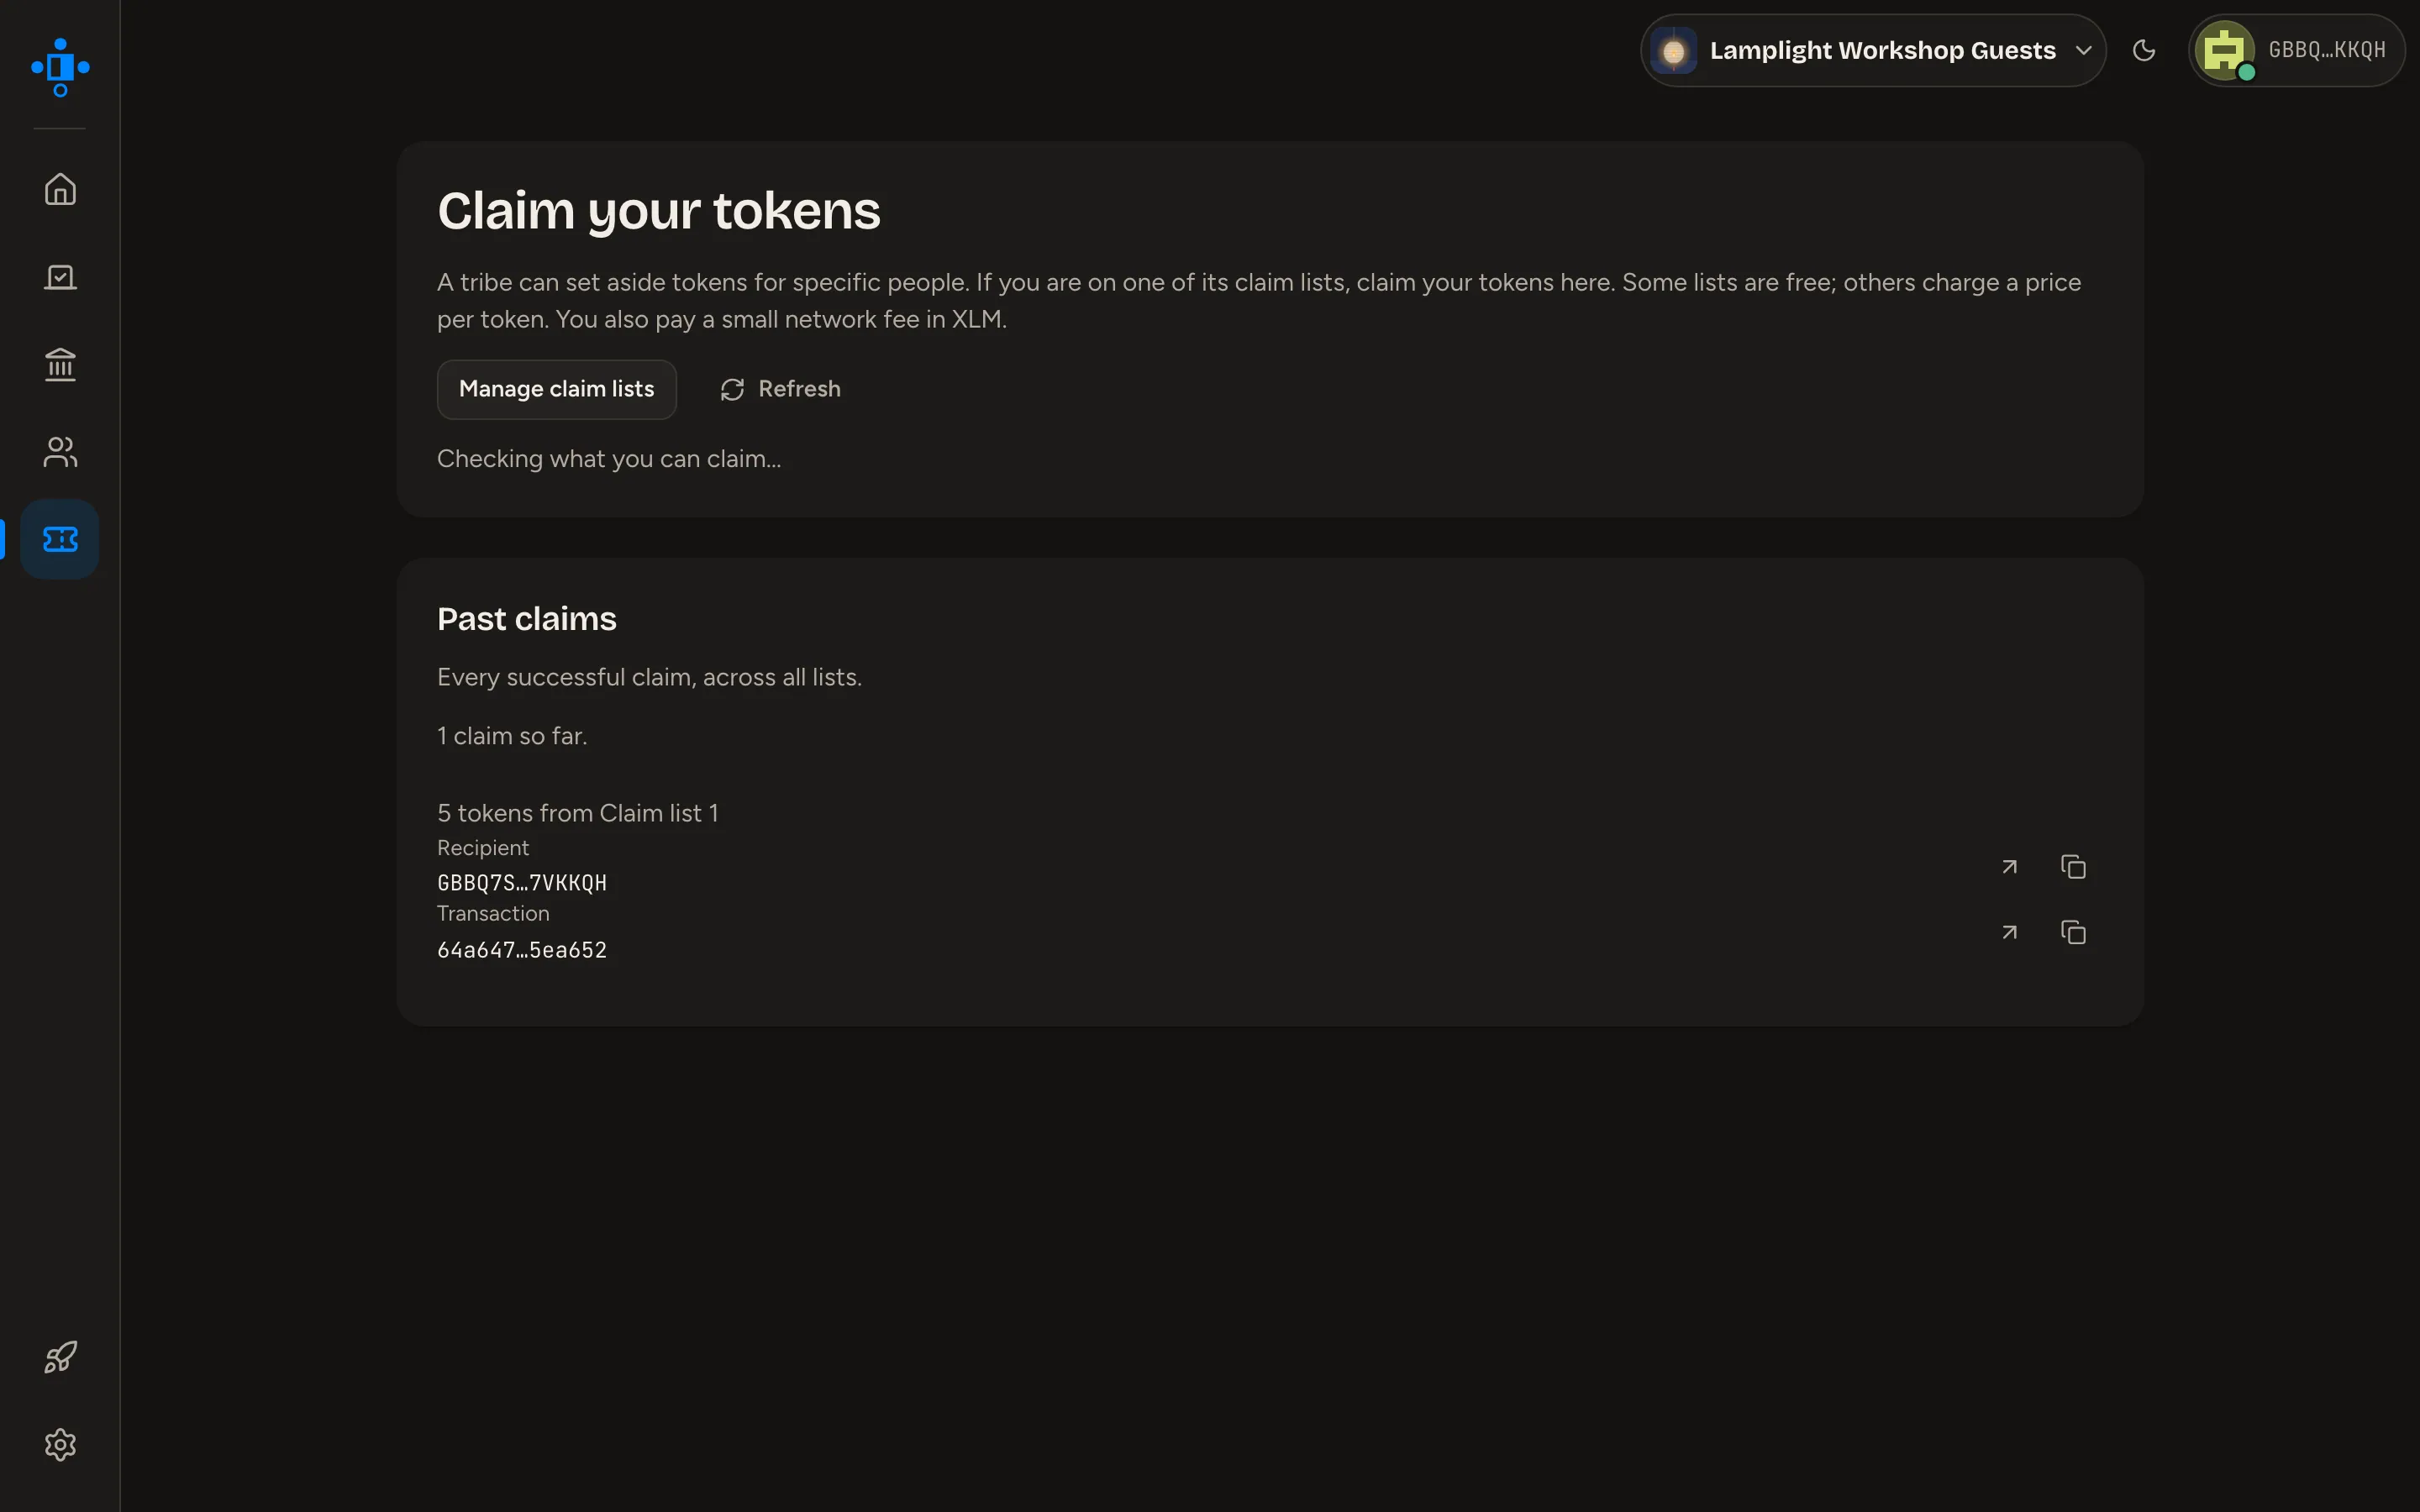 Lamplight Workshop Guests
GBBQ...KKQH
Claim your tokens
A tribe can set aside tokens for specific people. If you are on one of its claim lists, claim your tokens here. Some lists are free; others charge a price
per token. You also pay a small network fee in XLM.
Manage claim lists
Refresh
Checking what you can claim...
Past claims
Every successful claim, across all lists.
1 claim so far.
5 tokens from Claim list 1
Recipient
GBBQ7S...7VKKQH
Transaction
64a647...5ea652